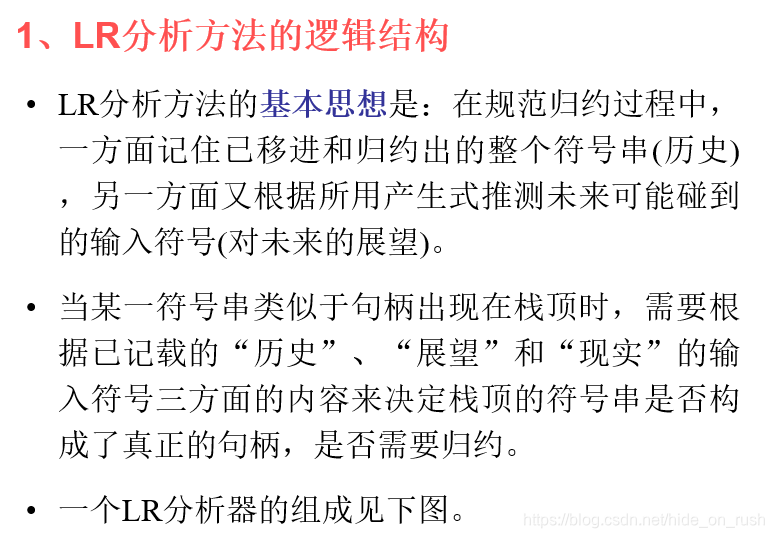 1、LR分析方法的逻辑结构
• LR分析方法的基本思想是：在规范归约过程中，
一方面记住已移进和归约出的整个符号串(历史)
，另一方面又根据所用产生式推测未来可能碰到
的输入符号(对未来的展望)。
• 当某一符号串类似于句柄出现在栈顶时，需要根
据已记载的“历史”、“展望”和“现实”的输
入符号三方面的内容来决定栈顶的符号串是否构
成了真正的句柄，是否需要归约。
• 一个LR分析器的组成见下图。
https://blog.csdn.net/hide_on_rush